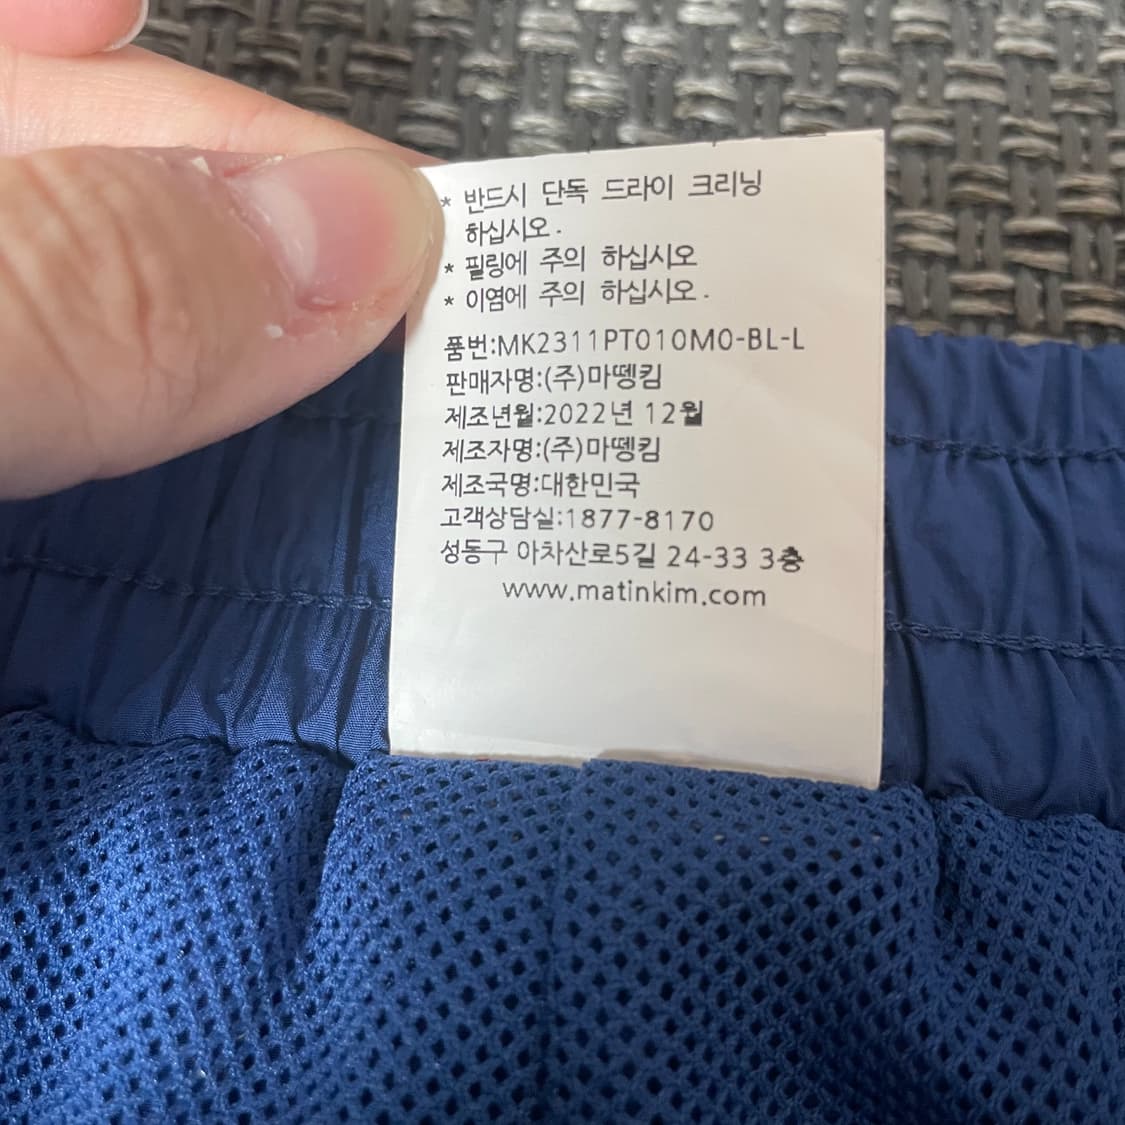 * 반드시 단독 드라이 크리닝
하십시오.
* 필링에 주의 하십시오
* 이염에 주의 하십시오.
품번:MK2311PT010M0-BL-L
판매자명:(주)마뗑킴
제조년월:2022년 12월
제조자명:(주)마뗑킴
제조국명:대한민국
고객상담실:1877-8170
성동구 아차산로5길 24-33 3층
www.matinkim.com